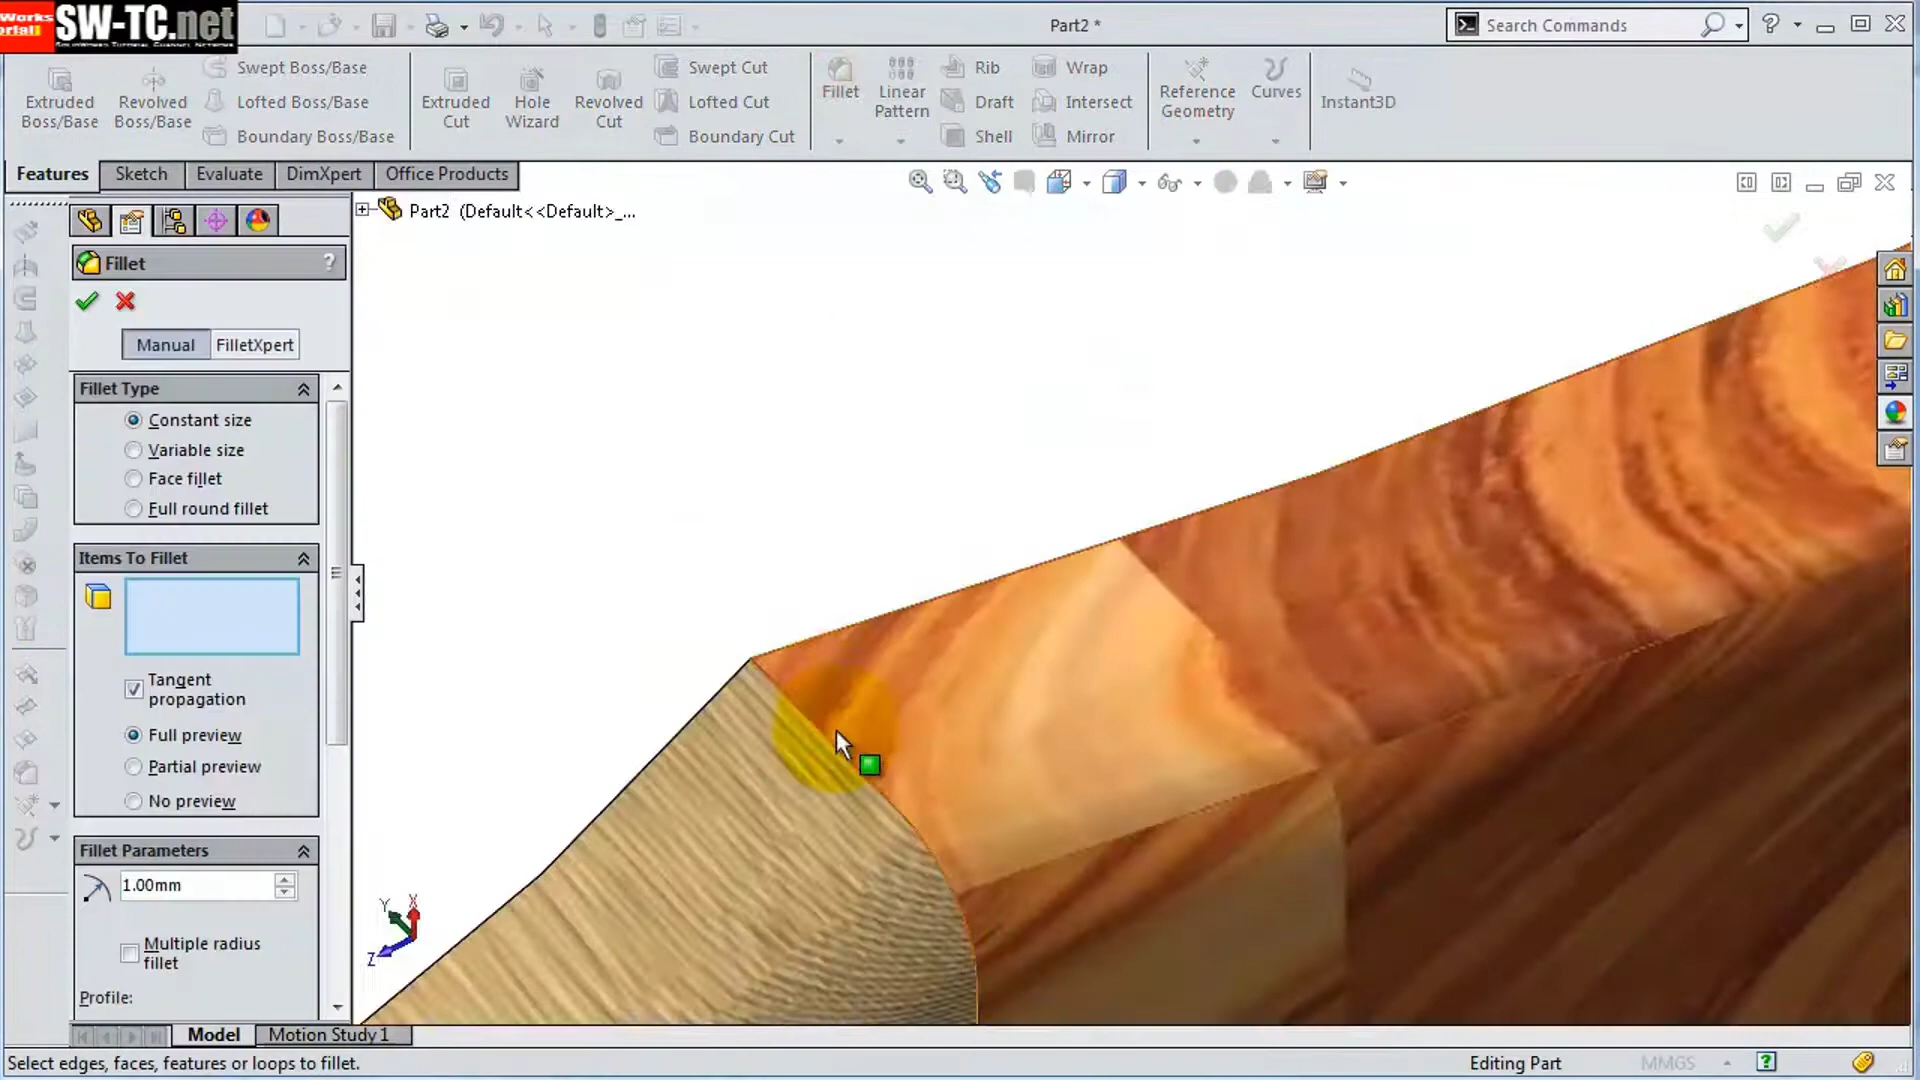 Works
SW-TC.net
SolidWorks Tutorial Channel Network
Part2 *
Search Commands
Extruded Boss/Base
Revolved Boss/Base
Swept Boss/Base
Lofted Boss/Base
Boundary Boss/Base
Extruded Cut
Hole Wizard
Revolved Cut
Swept Cut
Lofted Cut
Boundary Cut
Fillet
Linear Pattern
Rib
Draft
Shell
Wrap
Intersect
Mirror
Reference Geometry
Curves
Instant3D
Features
Sketch
Evaluate
DimXpert
Office Products
Part2 (Default<<Default>_...
Fillet
?
Manual
FilletXpert
Fillet Type
Constant size
Variable size
Face fillet
Full round fillet
Items To Fillet
Tangent
propagation
Full preview
Partial preview
No preview
Fillet Parameters
1.00mm
Multiple radius
fillet
Profile:
Y
X
Z
Model
Motion Study 1
Select edges, faces, features or loops to fillet.
Editing Part
MMGS